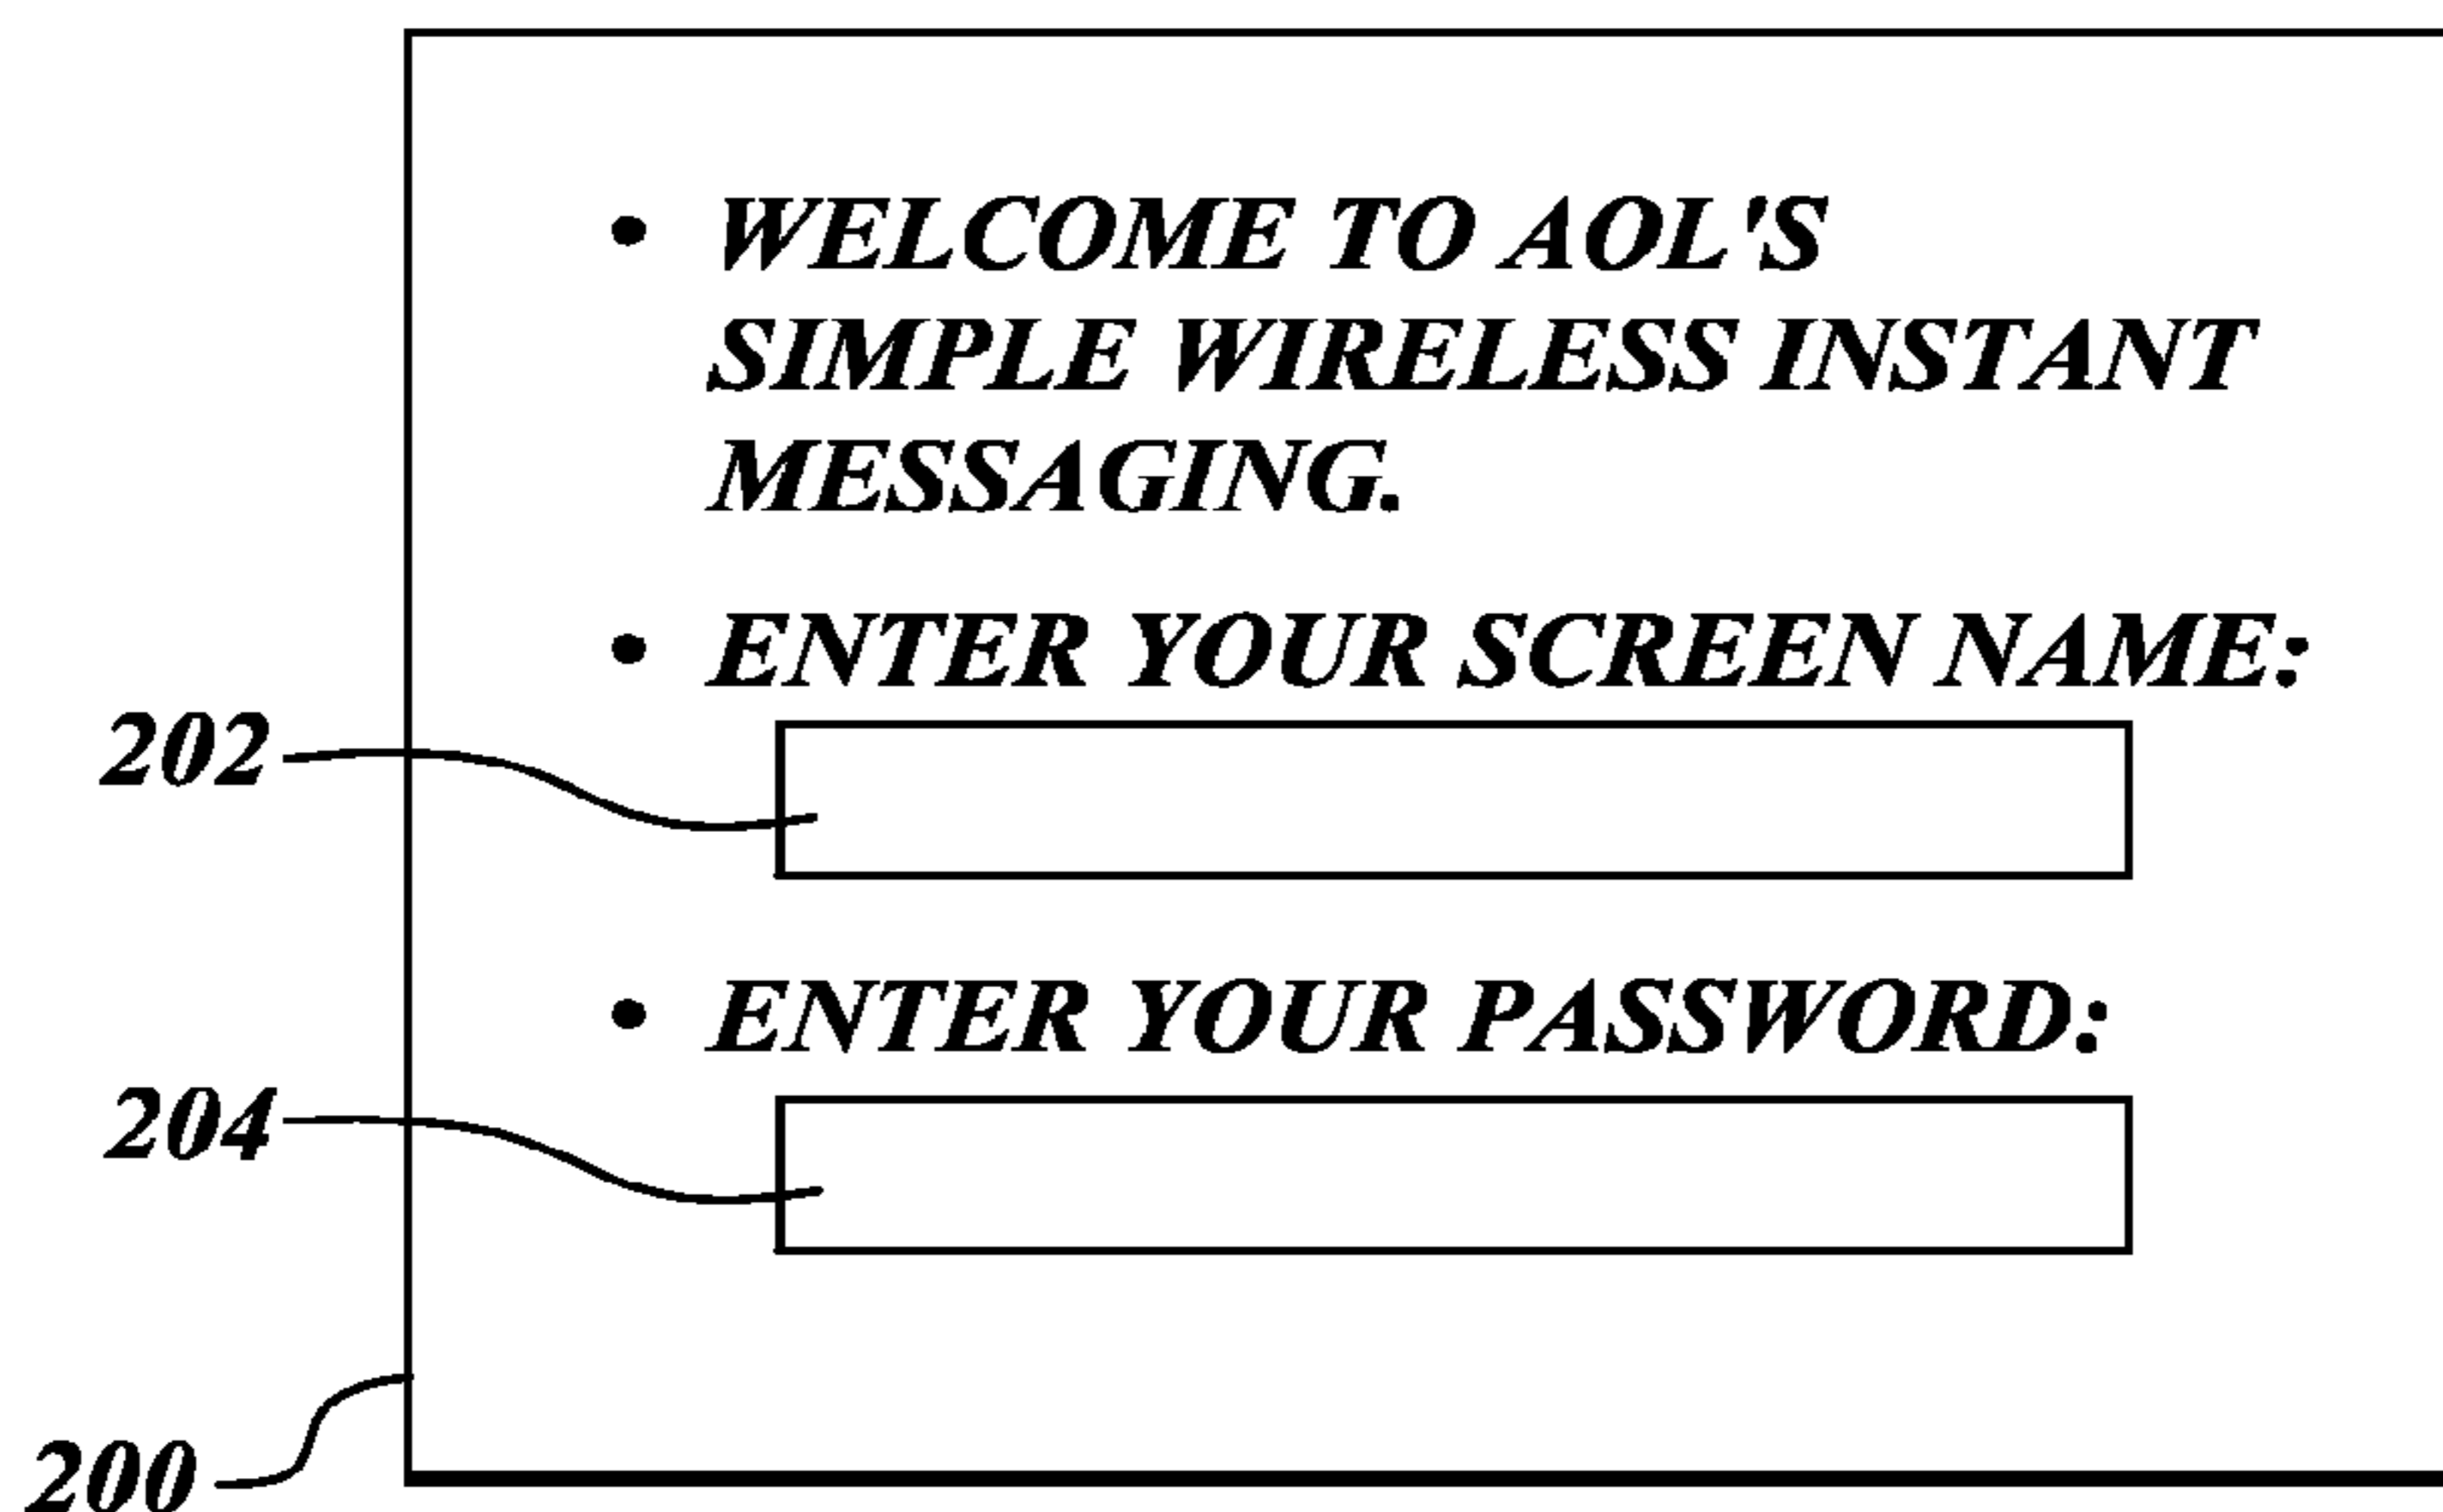 • WELCOME TO AOL'S
SIMPLE WIRELESS INSTANT
MESSAGING.
• ENTER YOUR SCREEN NAME:
202
• ENTER YOUR PASSWORD:
204
200